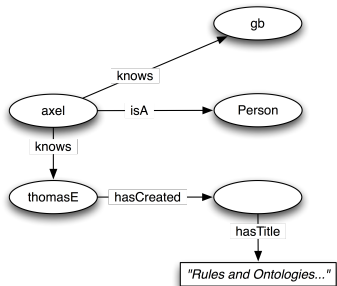 gb
knows
axel
isA
Person
knows
thomasE
hasCreated
hasTitle
"Rules and Ontologies..."